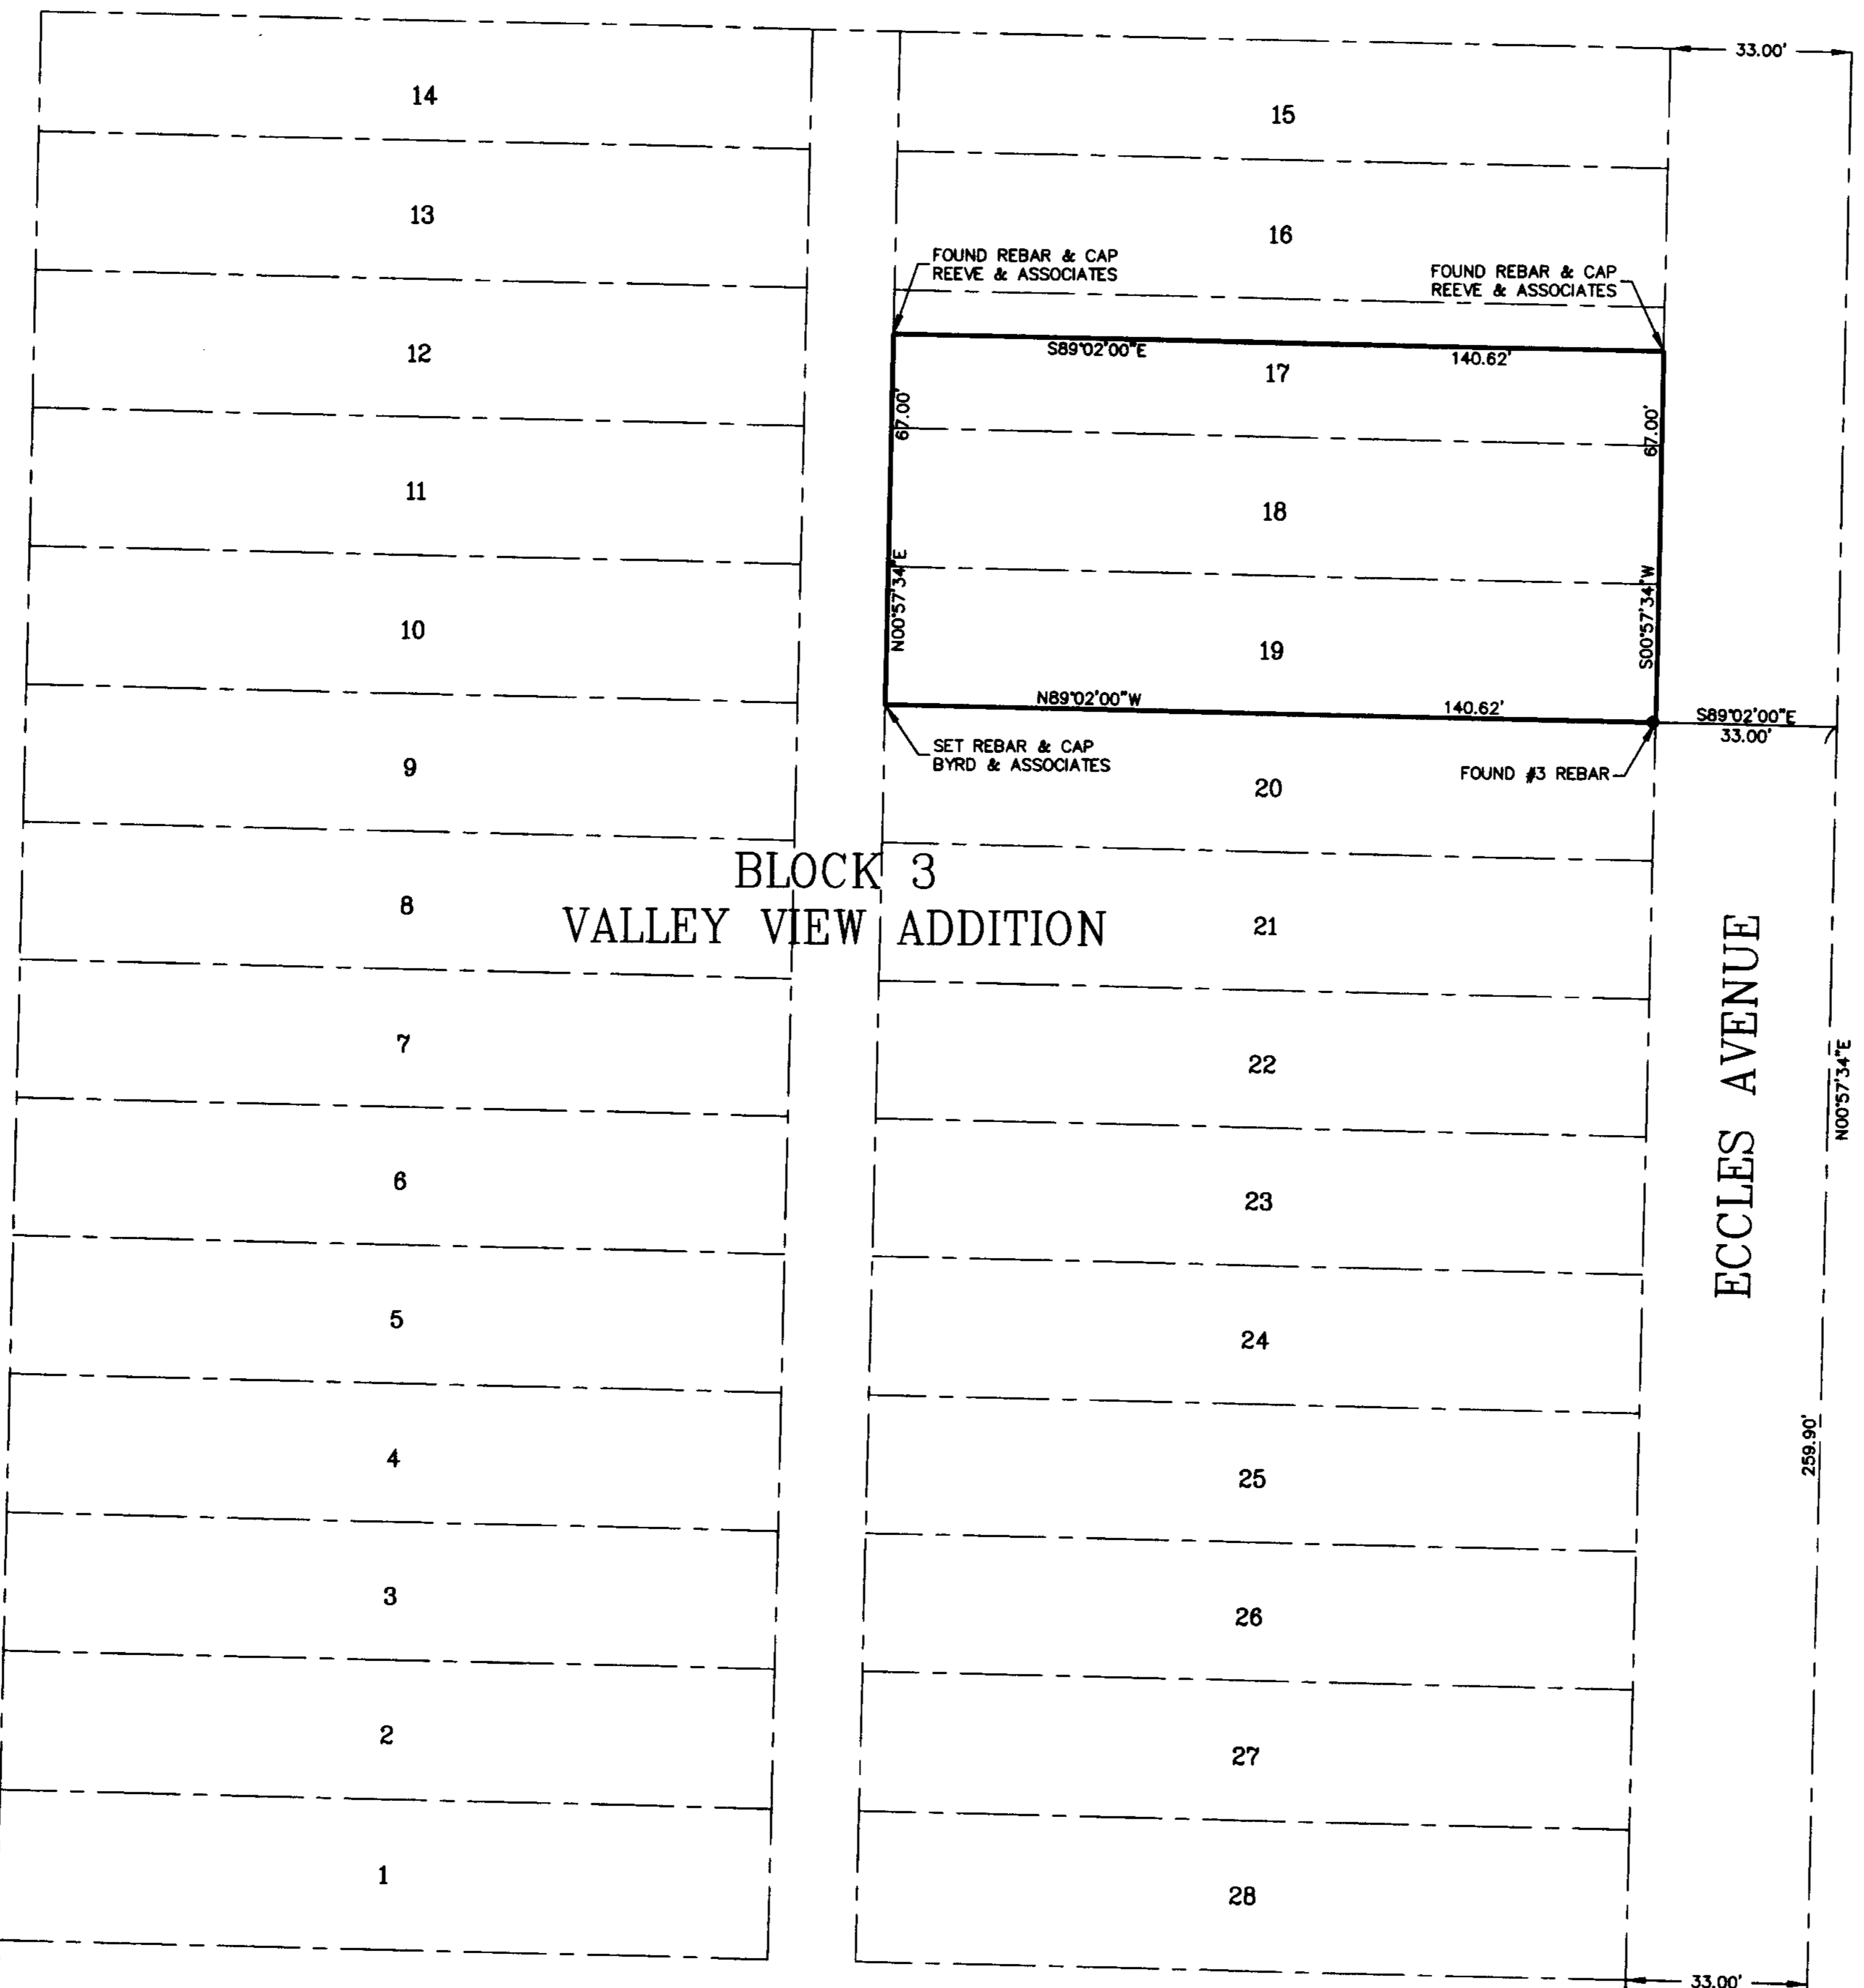 33.00'
14
15
13
16
FOUND REBAR & CAP
REEVE & ASSOCIATES
FOUND REBAR & CAP
REEVE & ASSOCIATES
12
S89°02'00"E
140.62'
17
67.00'
67.00'
11
18
N00°57'34"E
S00°57'34"W
10
19
N89°02'00"W
140.62'
S89°02'00"E
33.00'
SET REBAR & CAP
BYRD & ASSOCIATES
FOUND #3 REBAR
9
20
BLOCK 3
VALLEY VIEW ADDITION
8
21
ECCLES AVENUE
7
22
N00°57'34"E
6
23
5
24
4
25
259.90'
3
26
2
27
1
28
33.00'